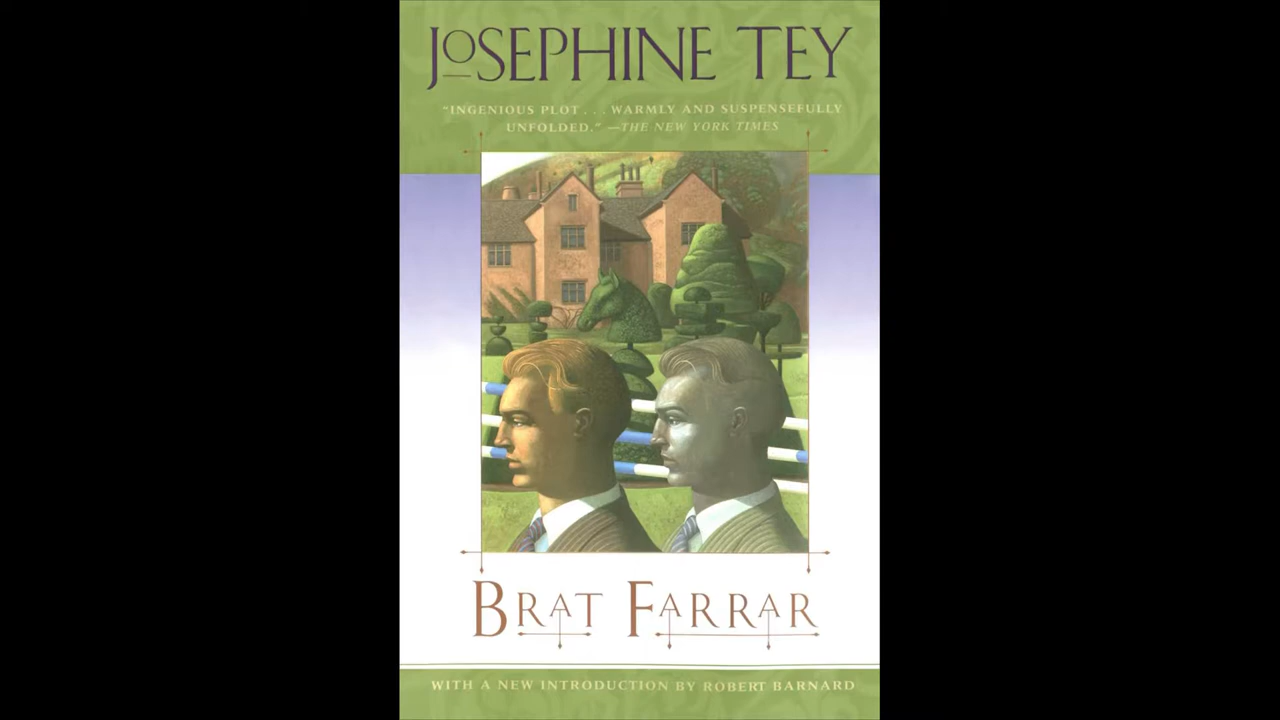 JOSEPHINE TEY
"INGENIOUS PLOT . . . WARMLY AND SUSPENSEFULLY
UNFOLDED." —THE NEW YORK TIMES
BRAT FARRAR
WITH A NEW INTRODUCTION BY ROBERT BARNARD